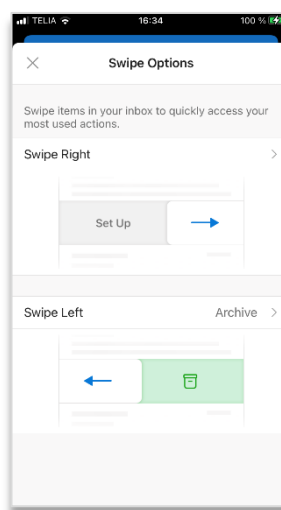 TELIA 16:34 100 %
Swipe Options
Swipe items in your inbox to quickly access your
most used actions.
Swipe Right
Set Up
Swipe Left Archive